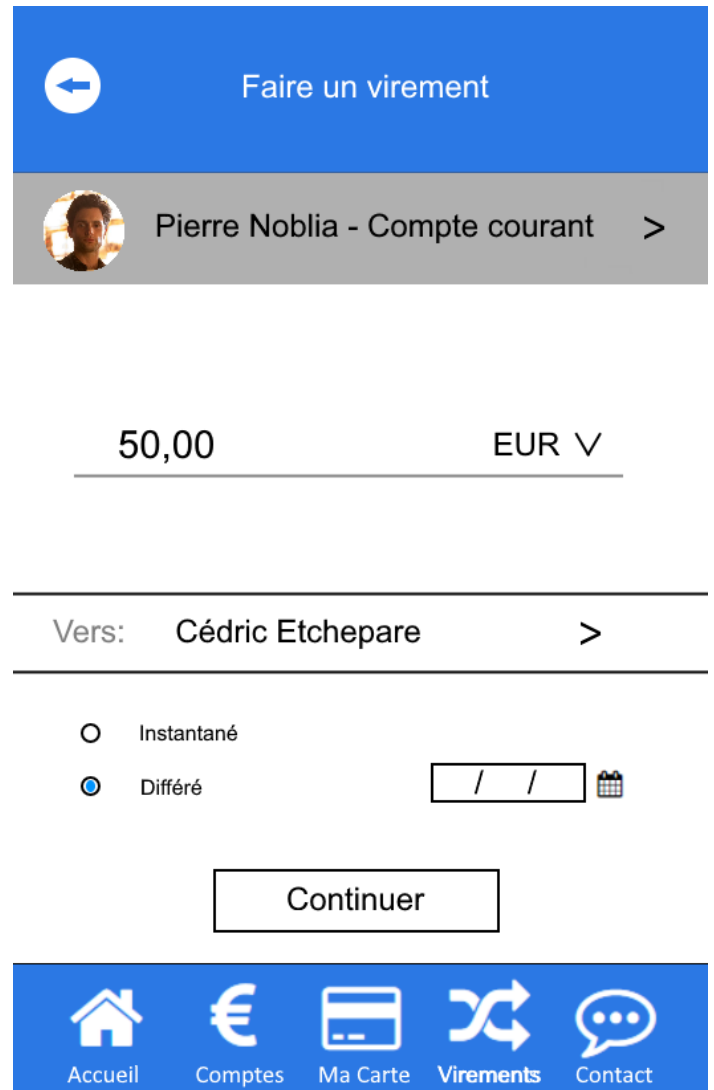 Faire un virement
Pierre Noblia - Compte courant >
50,00 EUR V
Vers: Cédric Etchepare >
Instantané
Différé / /
Continuer
€
Accueil Comptes Ma Carte Virements Contact